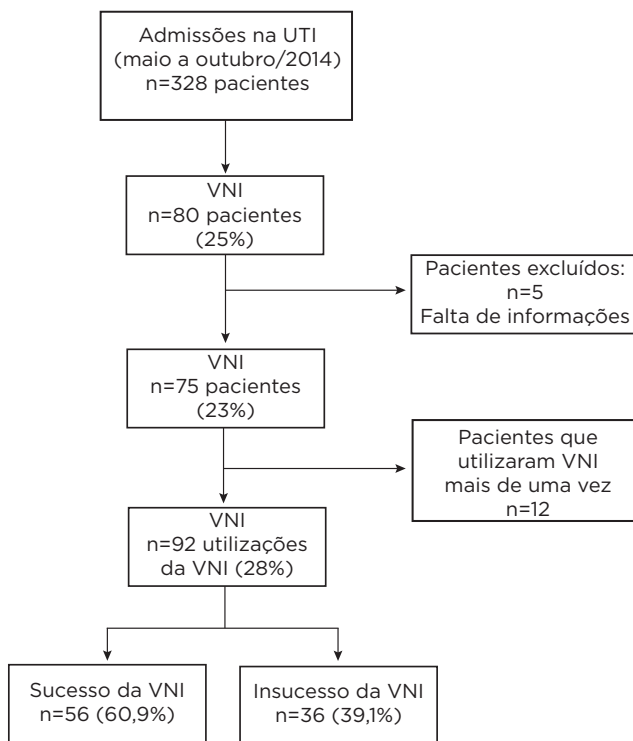 Admissões na UTI
(maio a outubro/2014)
n=328 pacientes
VNI
n=80 pacientes
(25%)
Pacientes excluídos:
n=5
Falta de informações
VNI
n=75 pacientes
(23%)
Pacientes que
utilizaram VNI
mais de uma vez
n=12
VNI
n=92 utilizações
da VNI (28%)
Sucesso da VNI
n=56 (60,9%)
Insucesso da VNI
n=36 (39,1%)